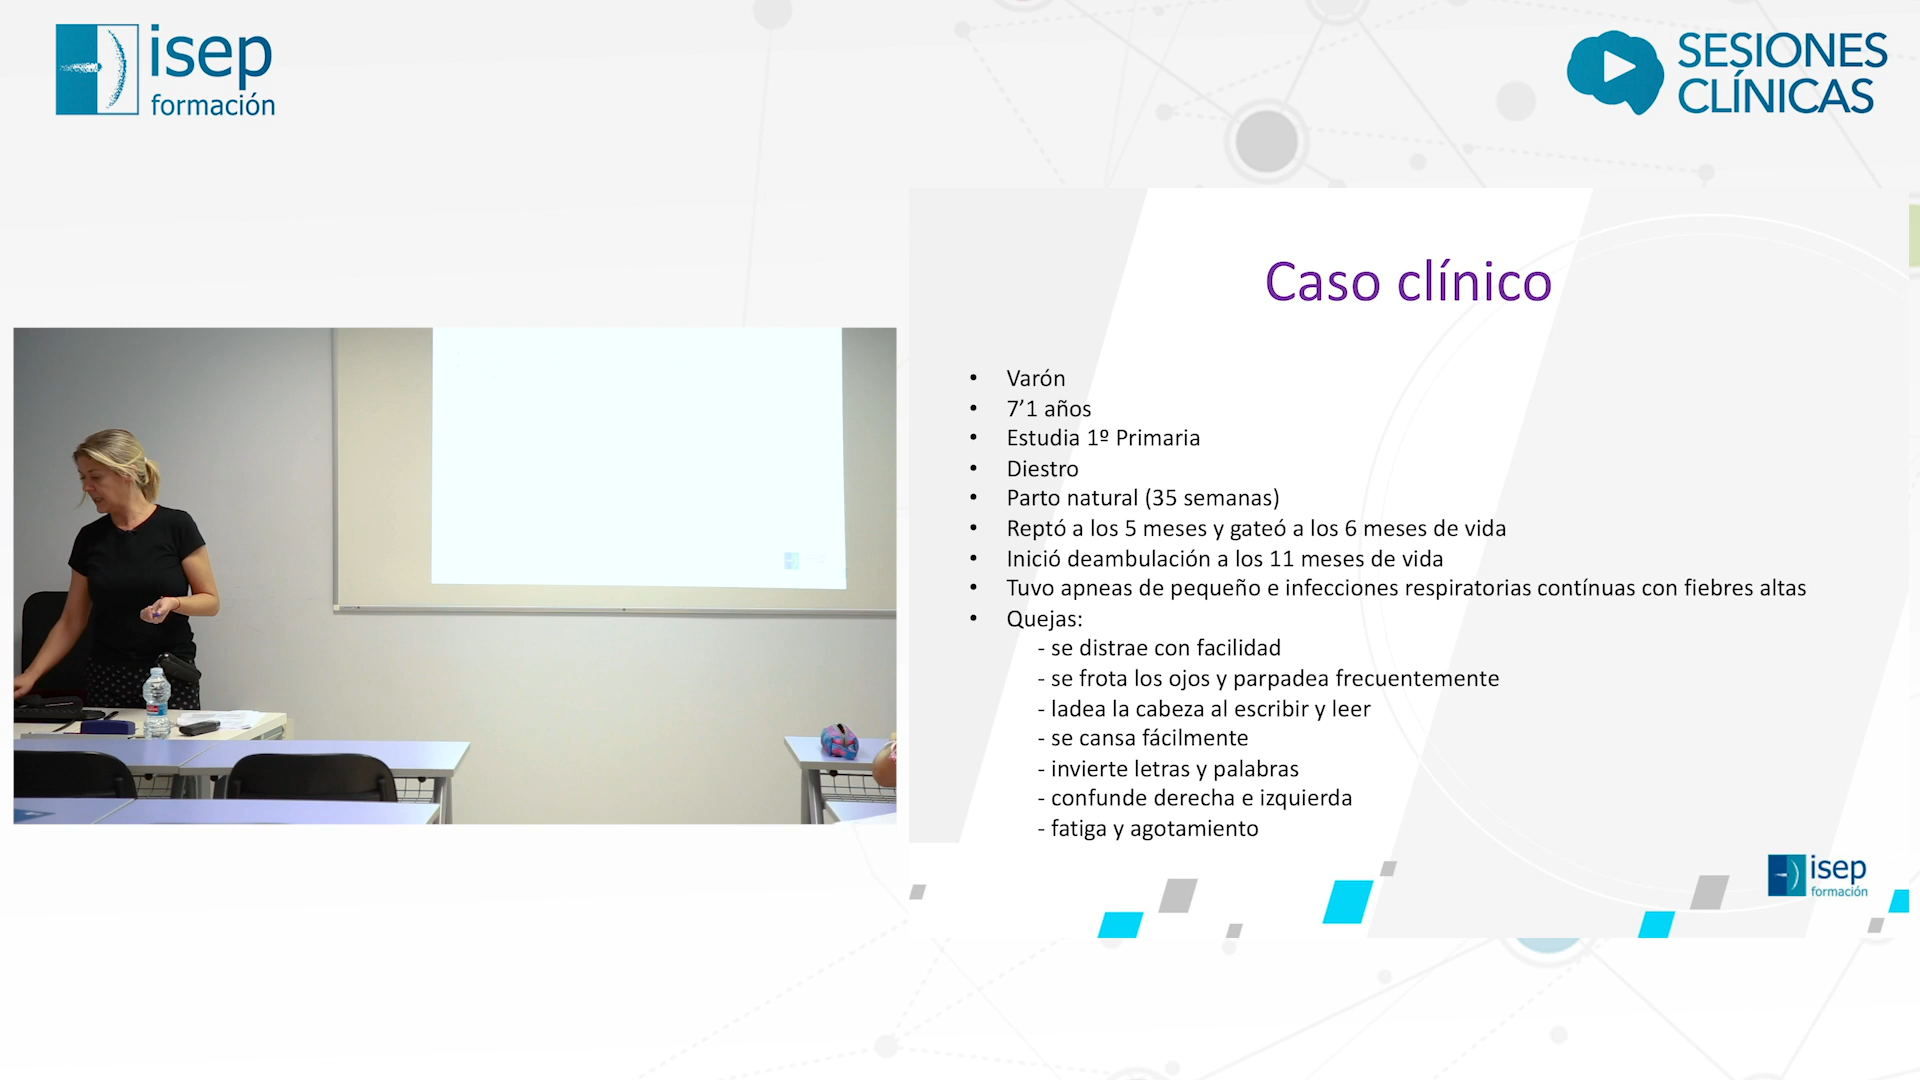 isep
formación
SESIONES
CLÍNICAS
Caso clínico
• Varón
• 7’1 años
• Estudia 1º Primaria
• Diestro
• Parto natural (35 semanas)
• Reptó a los 5 meses y gateó a los 6 meses de vida
• Inició deambulación a los 11 meses de vida
• Tuvo apneas de pequeño e infecciones respiratorias contínuas con fiebres altas
• Quejas:
- se distrae con facilidad
- se frota los ojos y parpadea frecuentemente
- ladea la cabeza al escribir y leer
- se cansa fácilmente
- invierte letras y palabras
- confunde derecha e izquierda
- fatiga y agotamiento
isep
formación